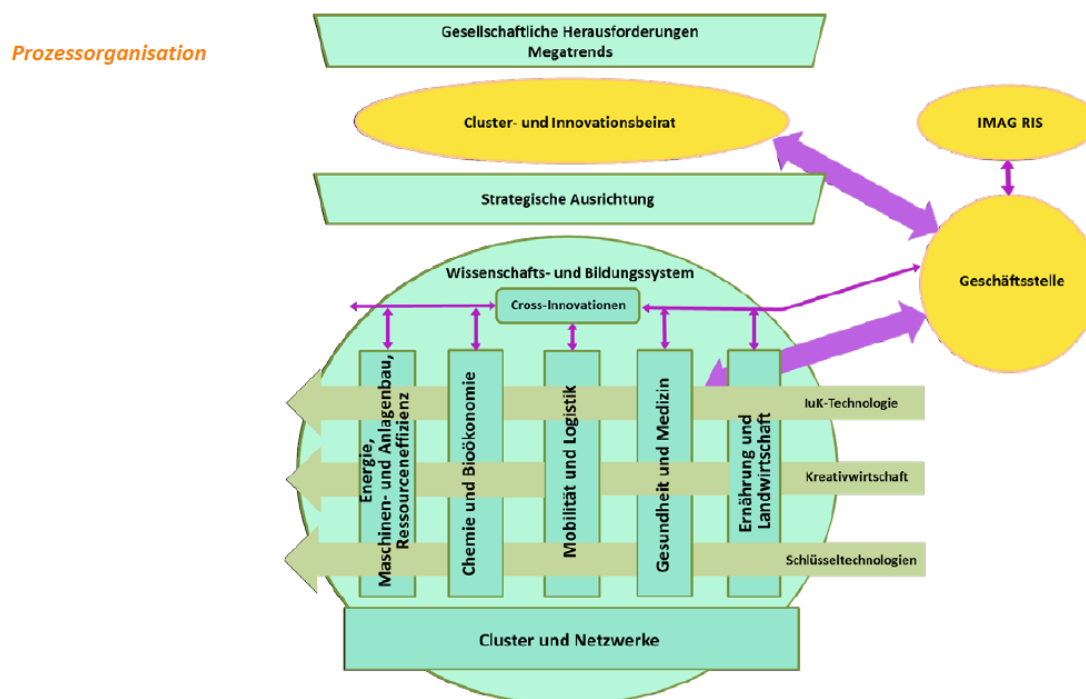 Prozessorganisation
Gesellschaftliche Herausforderungen
Megatrends
Cluster- und Innovationsbeirat
IMAG RIS
Strategische Ausrichtung
Geschäftsstelle
Wissenschafts- und Bildungssystem
Cross-Innovationen
Energie,
Maschinen- und Anlagenbau,
Ressourceneffizienz
Chemie und Bioökonomie
Mobilität und Logistik
Gesundheit und Medizin
Ernährung und
Landwirtschaft
IuK-Technologie
Kreativwirtschaft
Schlüsseltechnologien
Cluster und Netzwerke